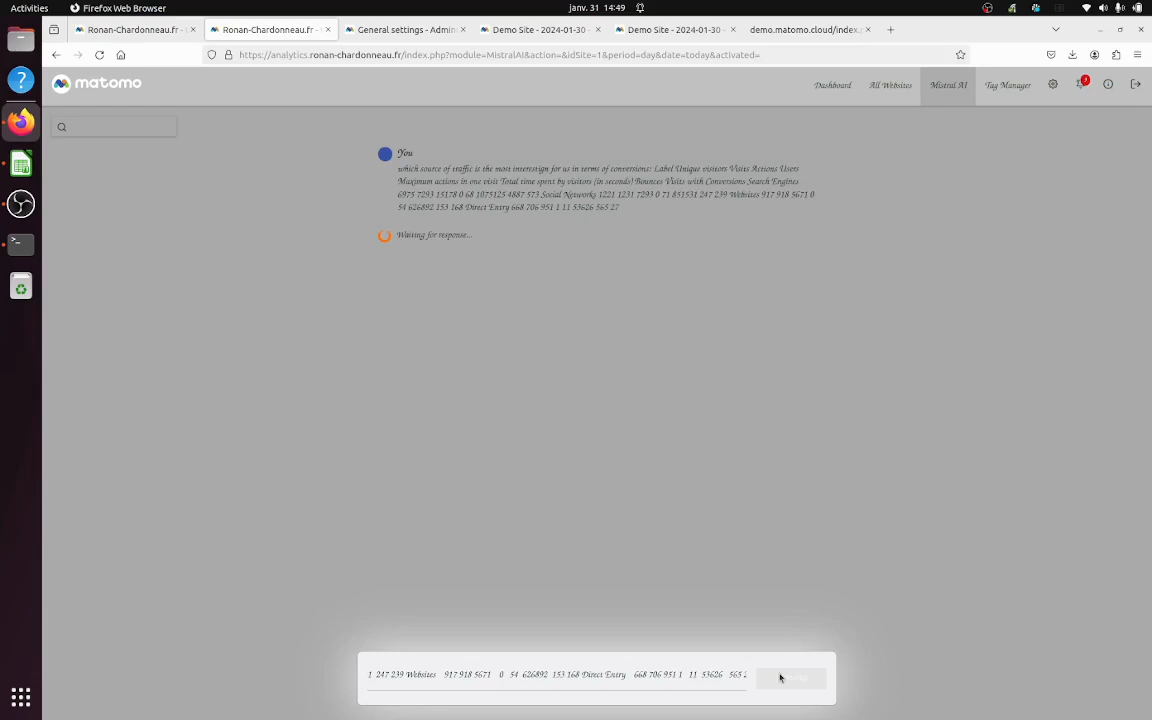 Activities
Firefox Web Browser
janv. 31 14:49
Ronan-Chardonneau.fr -
Ronan-Chardonneau.fr -
General settings - Admin
Demo Site - 2024-01-30 -
Demo Site - 2024-01-30 -
demo.matomo.cloud/index.p
https://analytics.ronan-chardonneau.fr/index.php?module=MistralAI&action=&idSite=1&period=day&date=today&activated=
matomo
Dashboard
All Websites
Mistral AI
Tag Manager
3
You
which source of traffic is the most interresign for us in terms of conversions: Label Unique visitors Visits Actions Users
Maximum actions in one visit Total time spent by visitors (in seconds) Bounces Visits with Conversions Search Engines
6975 7293 15178 0 68 1075125 4887 573 Social Networks 1221 1231 7293 0 71 851531 247 239 Websites 917 918 5671 0
54 626892 153 168 Direct Entry 668 706 951 1 11 53626 565 27
Waiting for response...
1 247 239 Websites 917 918 5671 0 54 626892 153 168 Direct Entry 668 706 951 1 11 53626 565 2